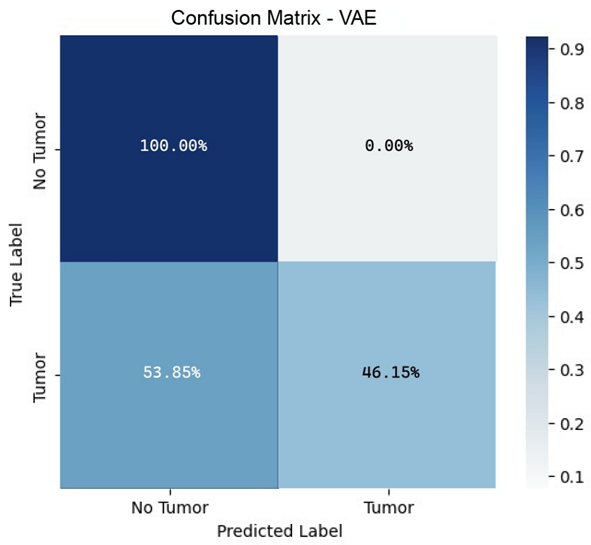 Confusion Matrix - VAE
No Tumor
100.00%
0.00%
Tumor
53.85%
46.15%
True Label
No Tumor
Tumor
Predicted Label
0.9
0.8
0.7
0.6
0.5
0.4
0.3
0.2
0.1